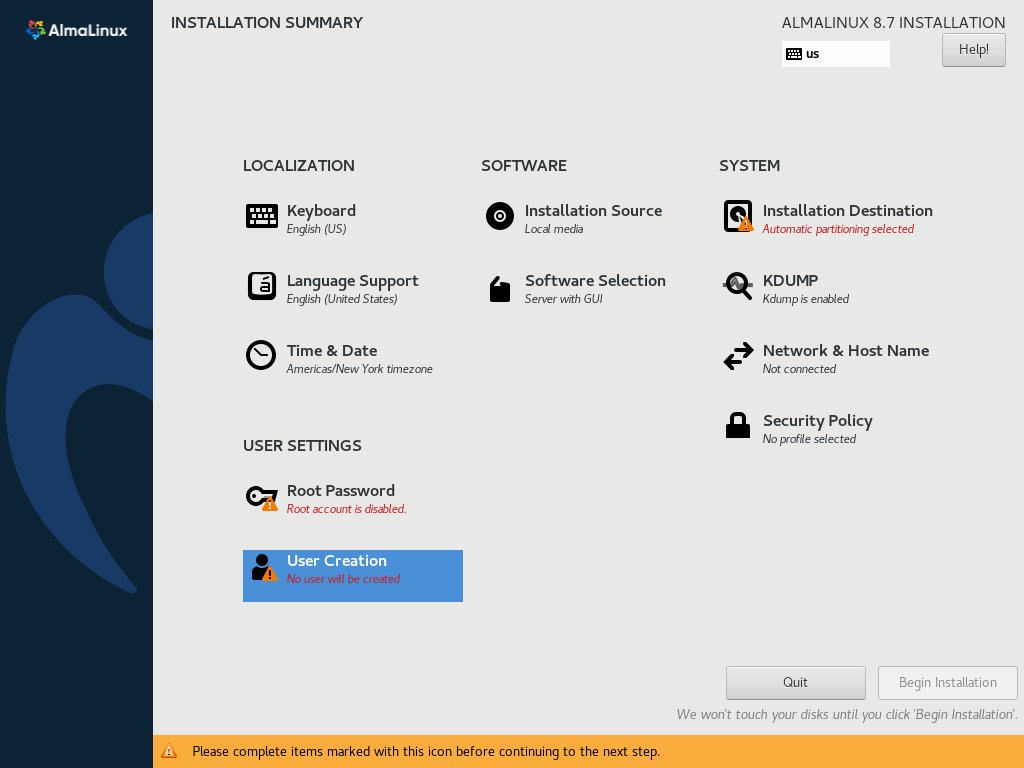 AlmaLinux
INSTALLATION SUMMARY
ALMALINUX 8.7 INSTALLATION
us
Help!
LOCALIZATION
Keyboard
English (US)
Language Support
English (United States)
Time & Date
Americas/New York timezone
SOFTWARE
Installation Source
Local media
Software Selection
Server with GUI
SYSTEM
Installation Destination
Automatic partitioning selected
KDUMP
Kdump is enabled
Network & Host Name
Not connected
Security Policy
No profile selected
USER SETTINGS
Root Password
Root account is disabled.
User Creation
No user will be created
Quit
Begin Installation
We won't touch your disks until you click 'Begin Installation'.
Please complete items marked with this icon before continuing to the next step.